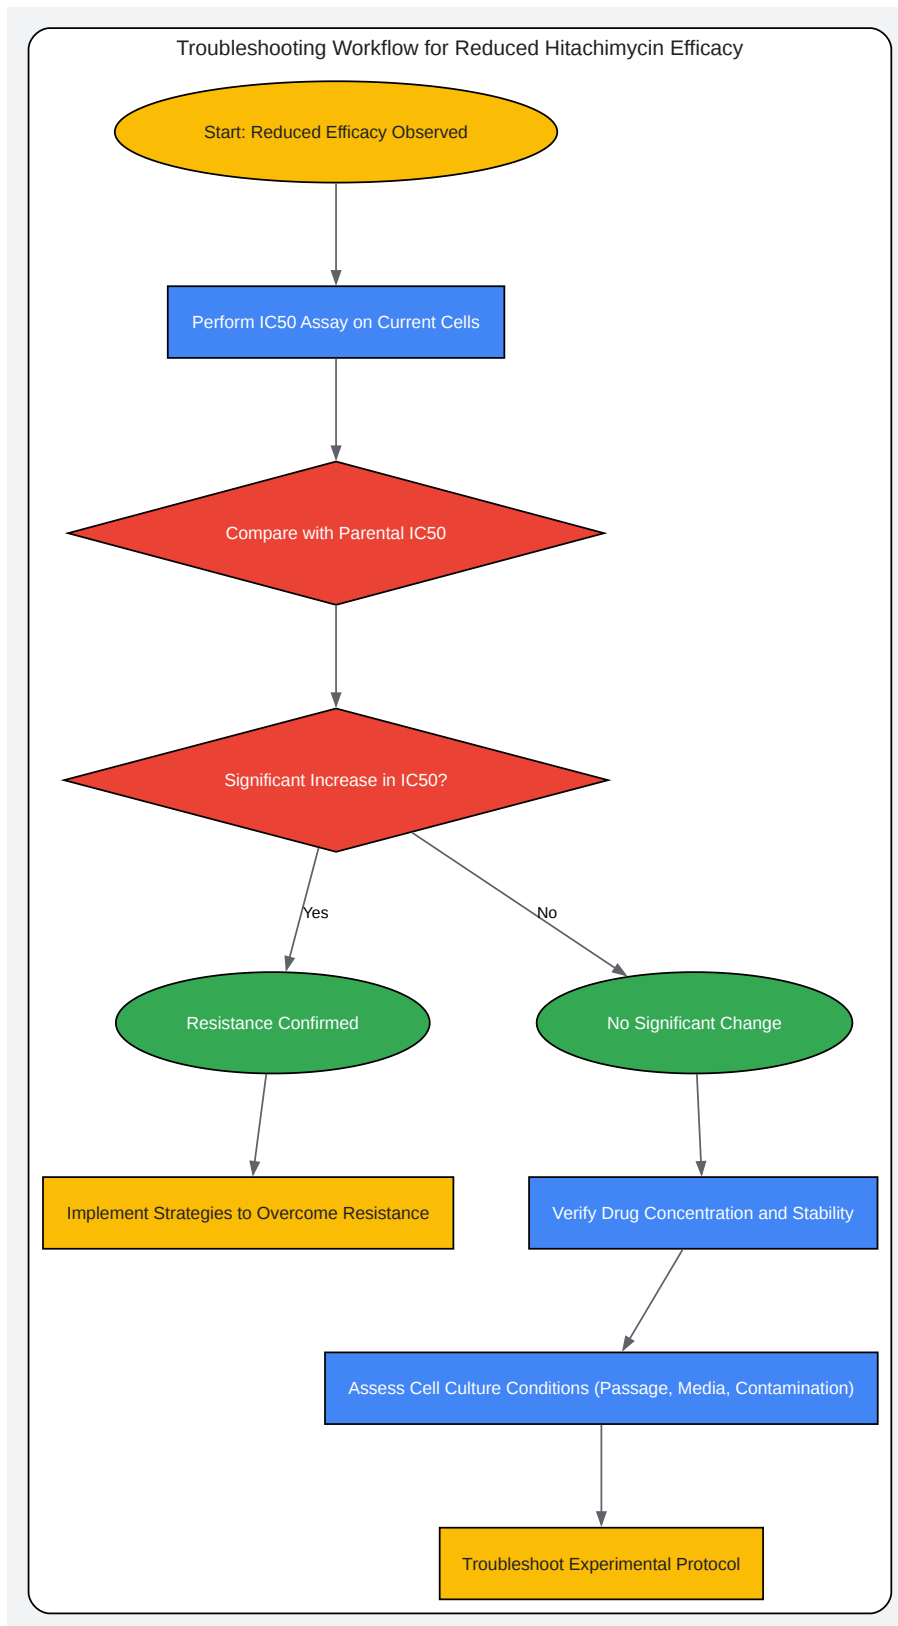 Troubleshooting Workflow for Reduced Hitachimycin Efficacy
Start: Reduced Efficacy Observed
Perform IC50 Assay on Current Cells
Compare with Parental IC50
Significant Increase in IC50?
Yes
No
Resistance Confirmed
No Significant Change
Implement Strategies to Overcome Resistance
Verify Drug Concentration and Stability
Assess Cell Culture Conditions (Passage, Media, Contamination)
Troubleshoot Experimental Protocol